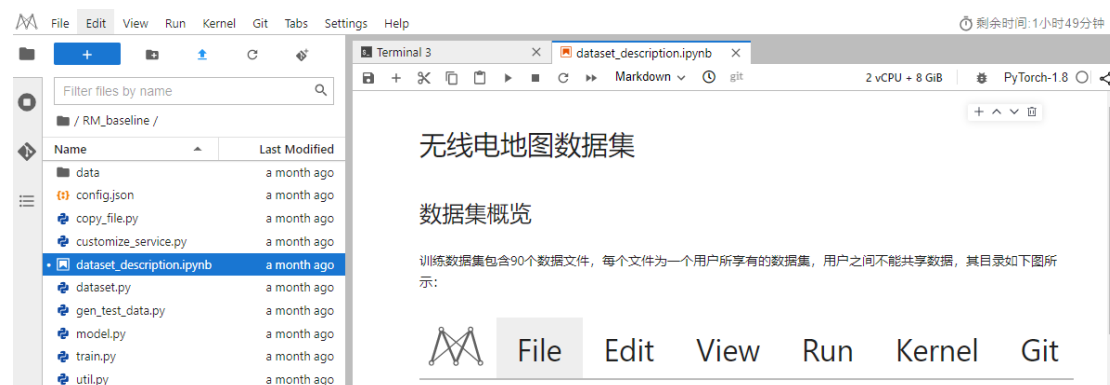 File Edit View Run Kernel Git Tabs Settings Help
剩余时间:1小时49分钟
Terminal 3
dataset_description.ipynb
Markdown
git
2 vCPU + 8 GiB
PyTorch-1.8
Filter files by name
/ RM_baseline /
Name Last Modified
data a month ago
config.json a month ago
copy_file.py a month ago
customize_service.py a month ago
dataset_description.ipynb a month ago
dataset.py a month ago
gen_test_data.py a month ago
model.py a month ago
train.py a month ago
util.py a month ago
无线电地图数据集
数据集概览
训练数据集包含90个数据文件，每个文件为一个用户所享有的数据集，用户之间不能共享数据，其目录如下图所
示：
File Edit View Run Kernel Git